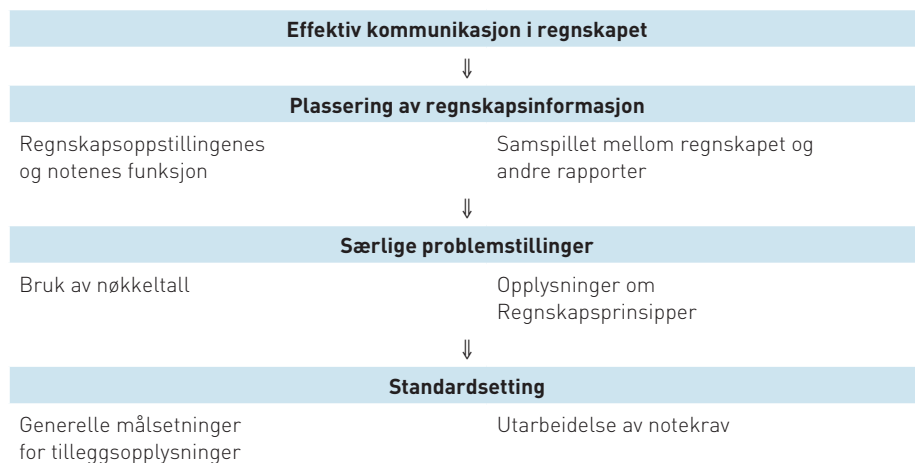 Effektiv kommunikasjon i regnskapet
⇓
Plassering av regnskapsinformasjon
Regnskapsoppstillingenes
og notenes funksjon
Samspillet mellom regnskapet og
andre rapporter
⇓
Særlige problemstillinger
Bruk av nøkkeltall
Opplysninger om
Regnskapsprinsipper
⇓
Standardsetting
Generelle målsetninger
for tilleggsopplysninger
Utarbeidelse av notekrav